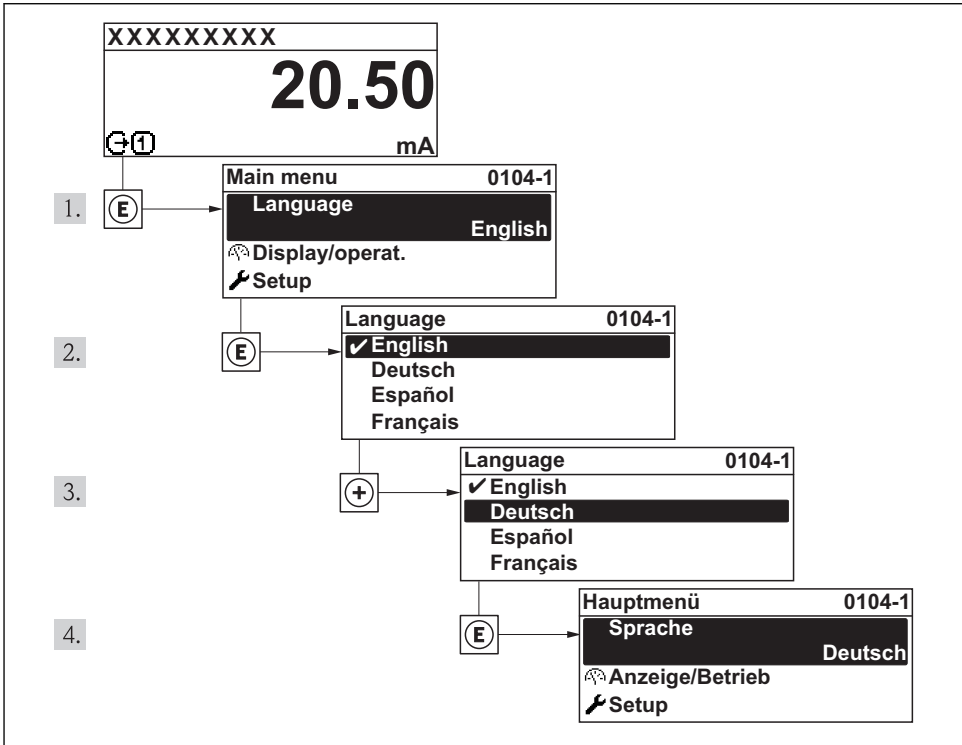 XXXXXXXXX
20.50
① mA
Main menu 0104-1
1. E
Language
English
Display/operat.
Setup
Language 0104-1
2. E
✔ English
Deutsch
Español
Français
Language 0104-1
3. +
✔ English
Deutsch
Español
Français
Hauptmenü 0104-1
4. E
Sprache
Deutsch
Anzeige/Betrieb
Setup